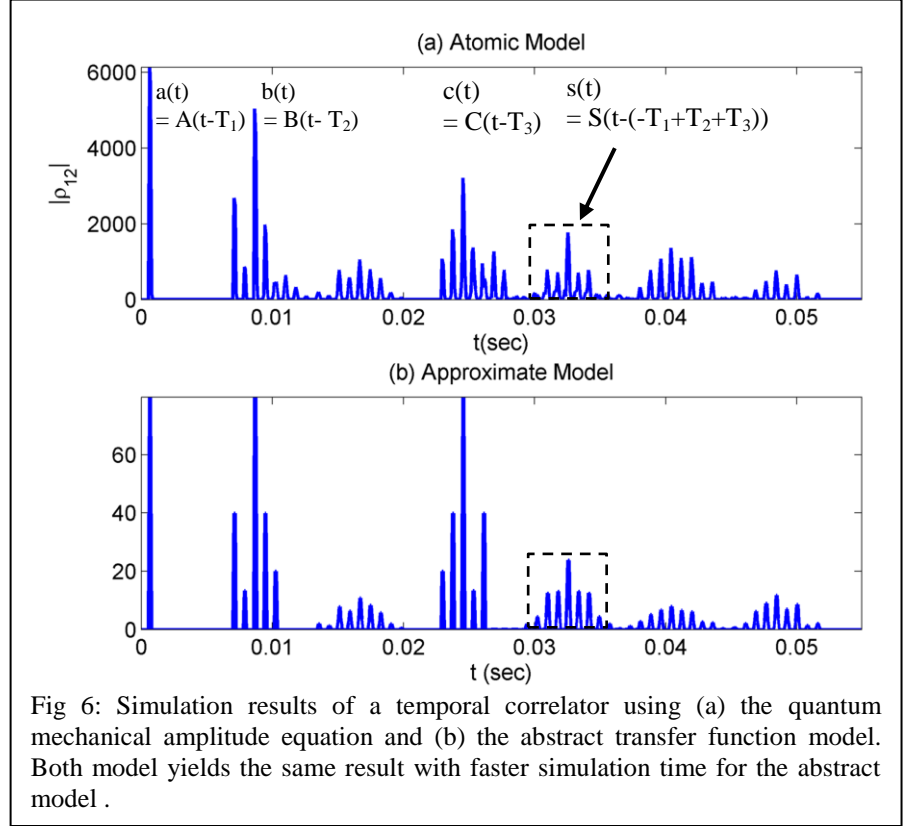 (a) Atomic Model
6000
4000
2000
0
|ρ₁₂|
a(t)
= A(t-T₁)
b(t)
= B(t- T₂)
c(t)
= C(t-T₃)
s(t)
= S(t-(-T₁+T₂+T₃))
0 0.01 0.02 0.03 0.04 0.05
t(sec)
(b) Approximate Model
60
40
20
0
0 0.01 0.02 0.03 0.04 0.05
t (sec)
Fig 6: Simulation results of a temporal correlator using (a) the quantum
mechanical amplitude equation and (b) the abstract transfer function model.
Both model yields the same result with faster simulation time for the abstract
model .